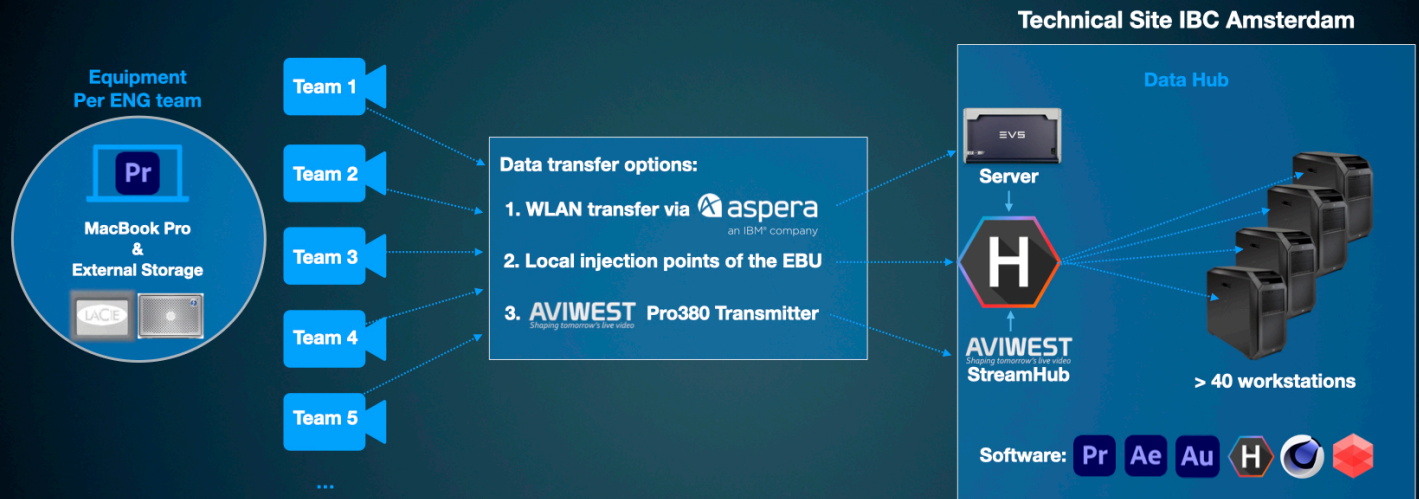 Technical Site IBC Amsterdam
Equipment
Per ENG team
Pr
MacBook Pro
&
External Storage
LACIE
Team 1
Team 2
Team 3
Team 4
Team 5
...
Data transfer options:
1. WLAN transfer via aspera
an IBM® company
2. Local injection points of the EBU
3. AVIWEST Pro380 Transmitter
Shaping tomorrow's live video
Data Hub
EVS
Server
H
AVIWEST
Shaping tomorrow's live video
StreamHub
> 40 workstations
Software: Pr Ae Au H